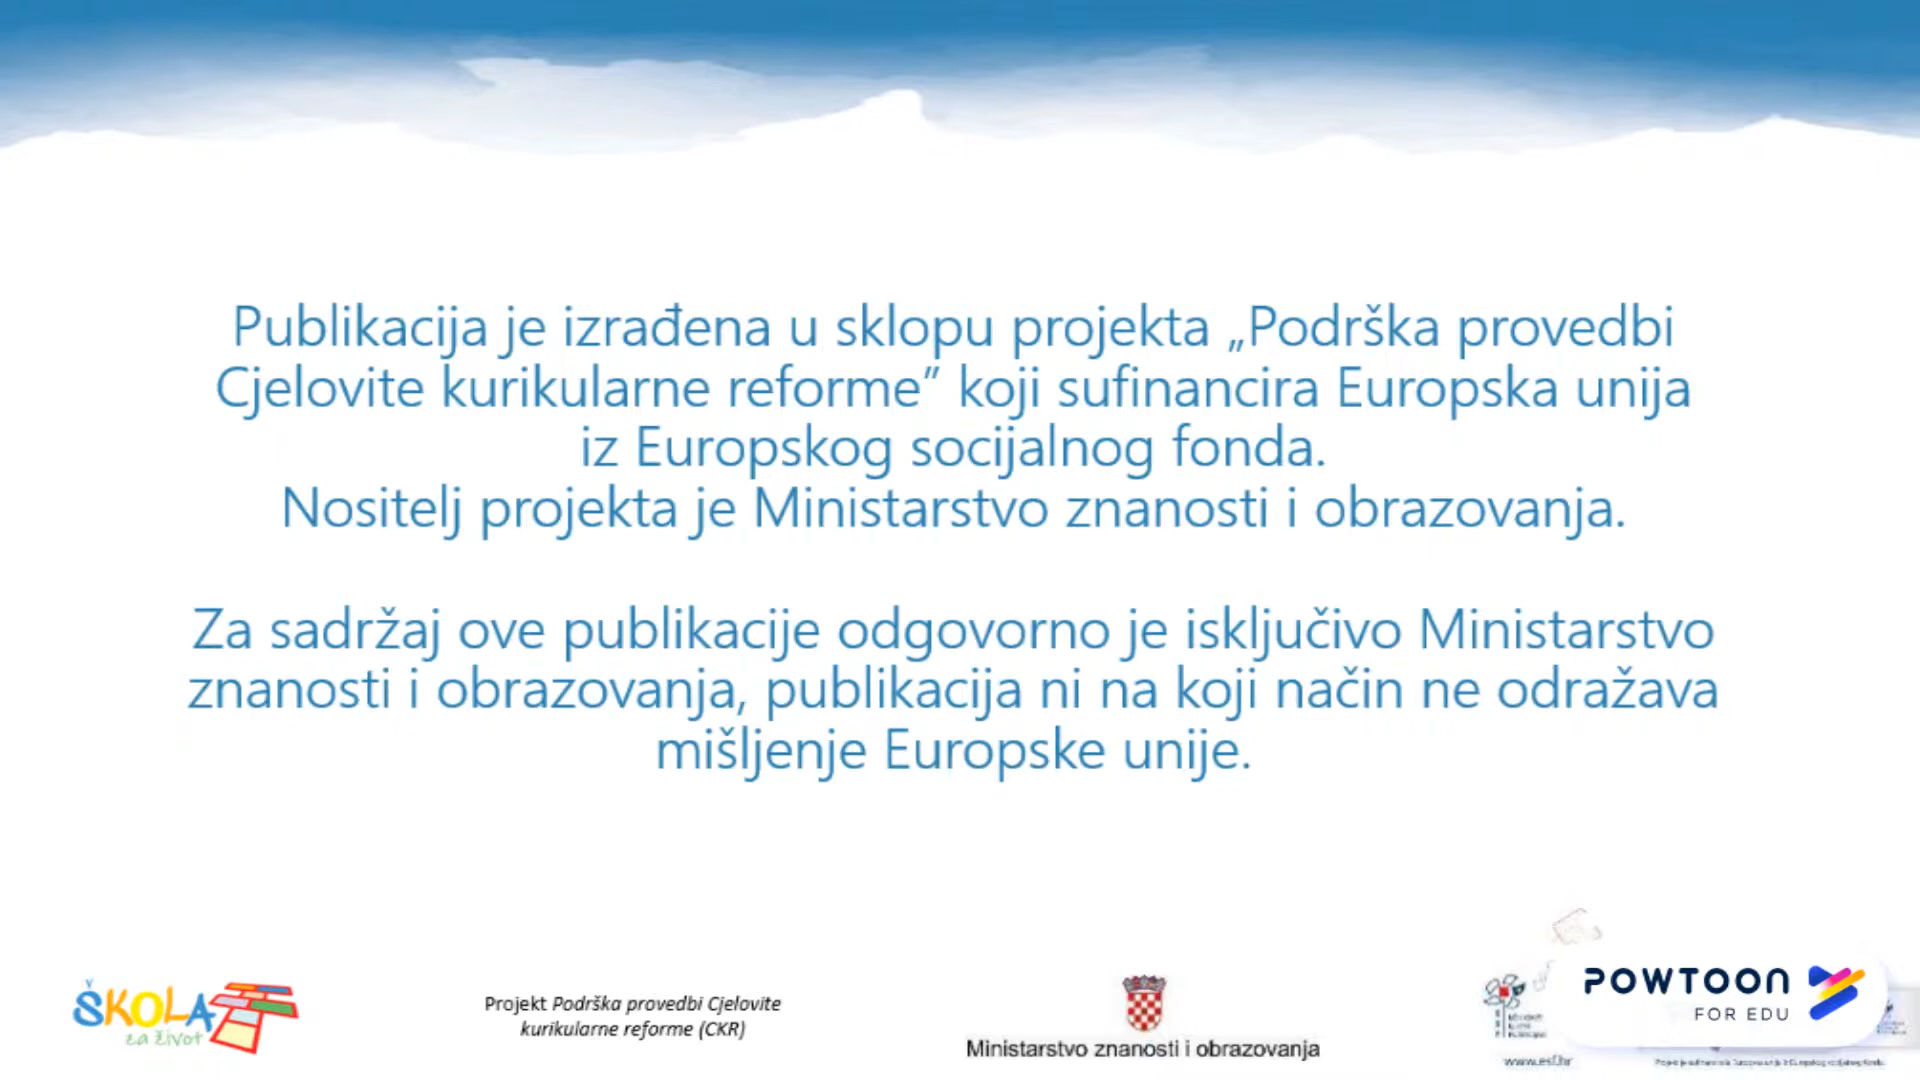 Publikacija je izrađena u sklopu projekta „Podrška provedbi
Cjelovite kurikularne reforme” koji sufinancira Europska unija
iz Europskog socijalnog fonda.
Nositelj projekta je Ministarstvo znanosti i obrazovanja.
Za sadržaj ove publikacije odgovorno je isključivo Ministarstvo
znanosti i obrazovanja, publikacija ni na koji način ne odražava
mišljenje Europske unije.
ŠKOLA
za život
Projekt Podrška provedbi Cjelovite
kurikularne reforme (CKR)
Ministarstvo znanosti i obrazovanja
www.esf.hr
POWTOON
FOR EDU